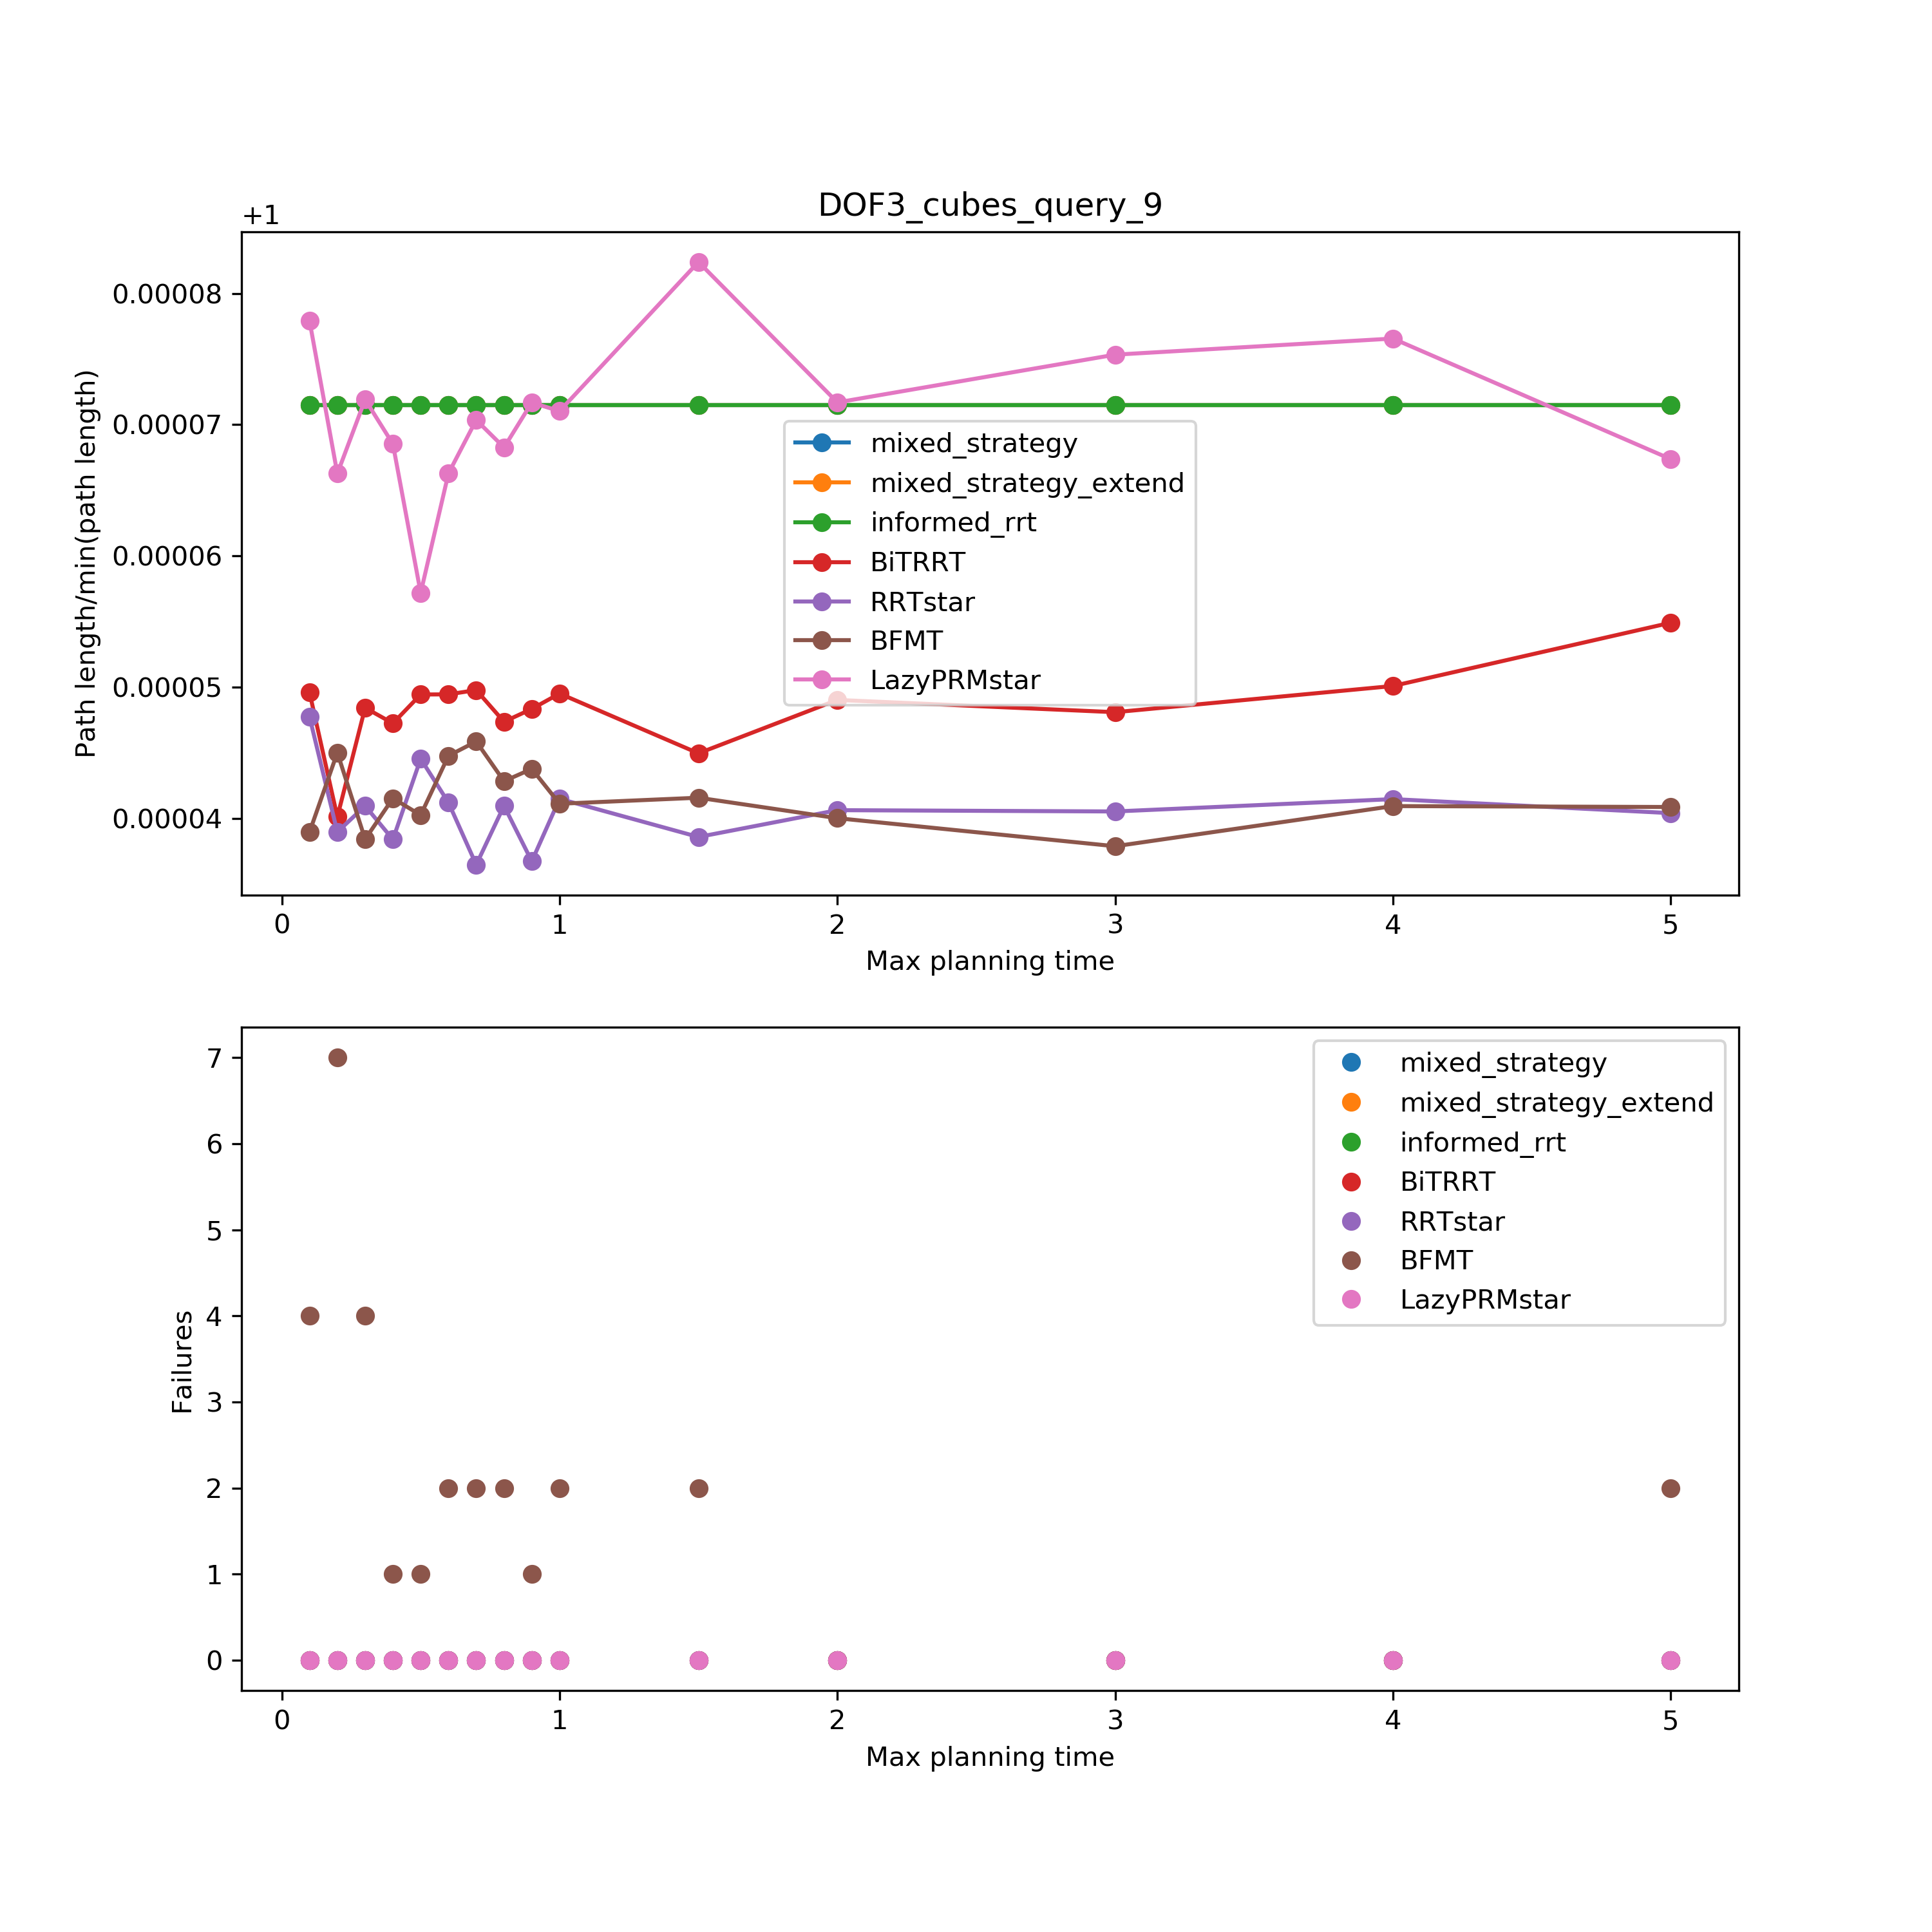 DOF3_cubes_query_9
+1
0.00008
0.00007
0.00006
0.00005
0.00004
Path length/min(path length)
mixed_strategy
mixed_strategy_extend
informed_rrt
BiTRRT
RRTstar
BFMT
LazyPRMstar
0 1 2 3 4 5
Max planning time
7
6
5
4
3
2
1
0
Failures
mixed_strategy
mixed_strategy_extend
informed_rrt
BiTRRT
RRTstar
BFMT
LazyPRMstar
0 1 2 3 4 5
Max planning time